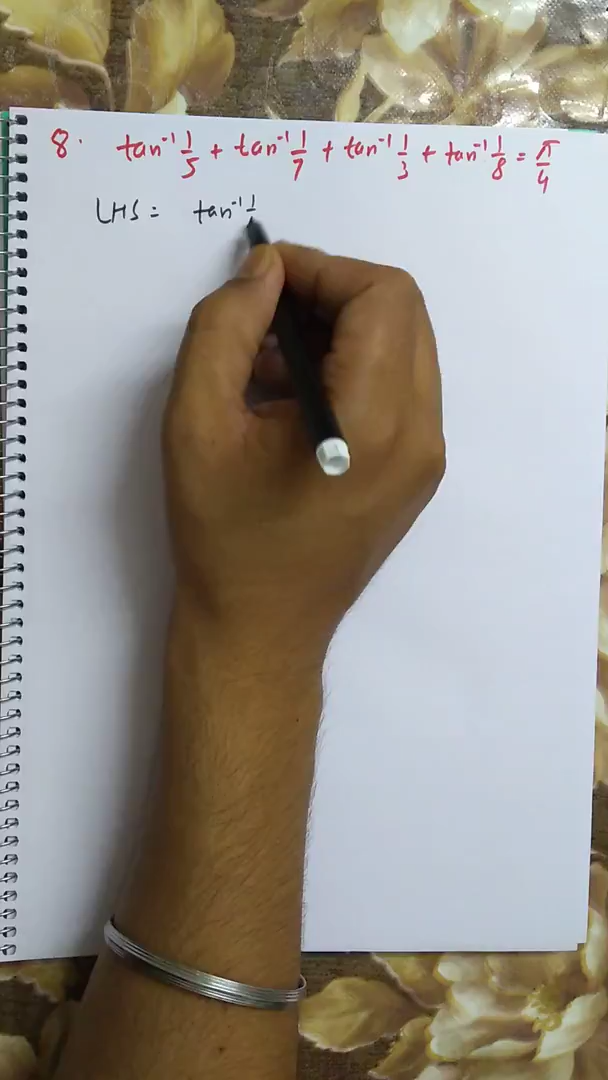 8. tan⁻¹ 1/5 + tan⁻¹ 1/7 + tan⁻¹ 1/3 + tan⁻¹ 1/8 = π/4
LHS = tan⁻¹ 1